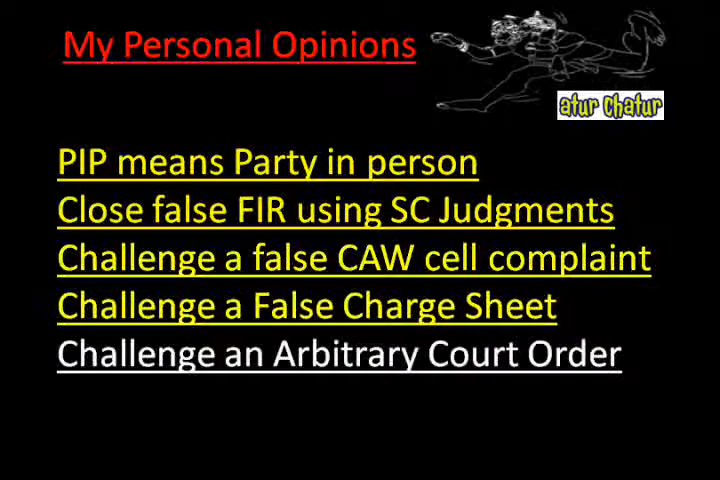 My Personal Opinions
atur chatur
PIP means Party in person
Close false FIR using SC Judgments
Challenge a false CAW cell complaint
Challenge a False Charge Sheet
Challenge an Arbitrary Court Order